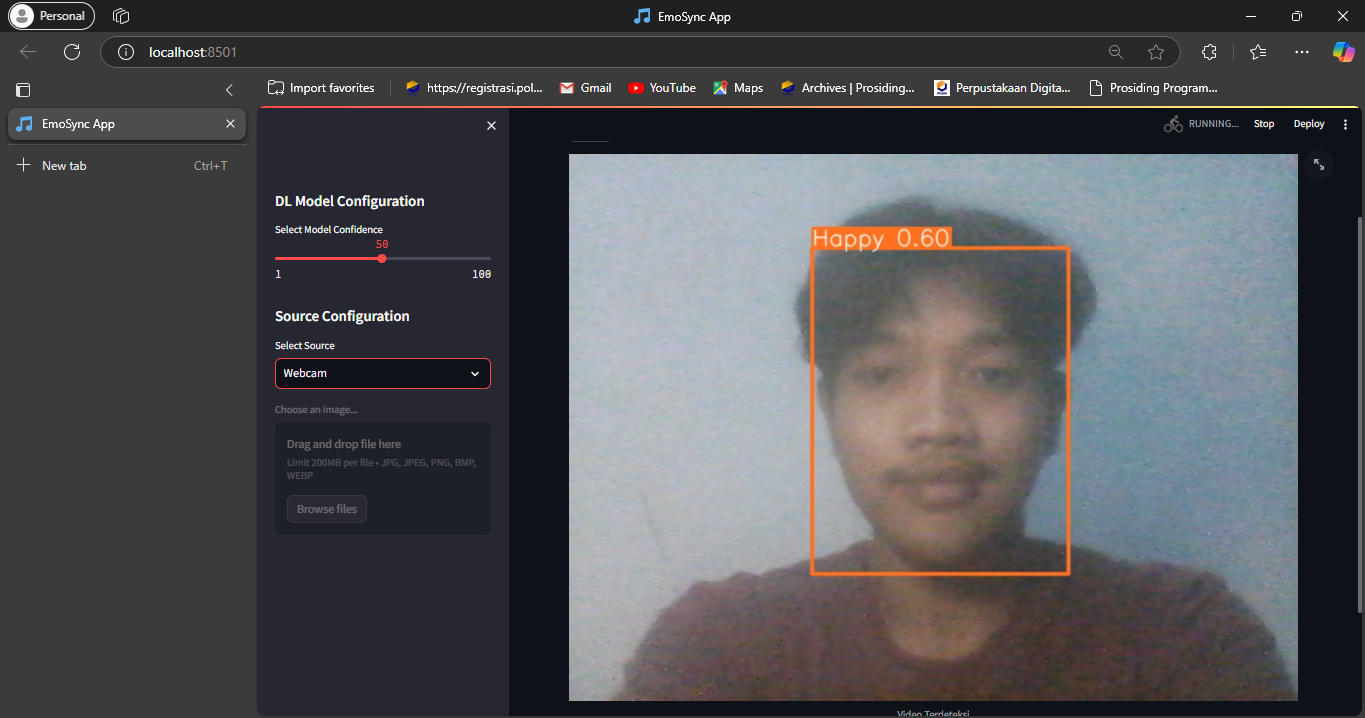 Personal
EmoSync App
localhost:8501
Import favorites
https://registrasi.pol...
Gmail
YouTube
Maps
Archives | Prosiding...
Perpustakaan Digita...
Prosiding Program...
EmoSync App
New tab
Ctrl+T
RUNNING...
Stop
Deploy
DL Model Configuration
Select Model Confidence
50
1
100
Source Configuration
Select Source
Webcam
Choose an image...
Drag and drop file here
Limit 200MB per file • JPG, JPEG, PNG, BMP,
WEBP
Browse files
Happy 0.60
Video Terdeteksi